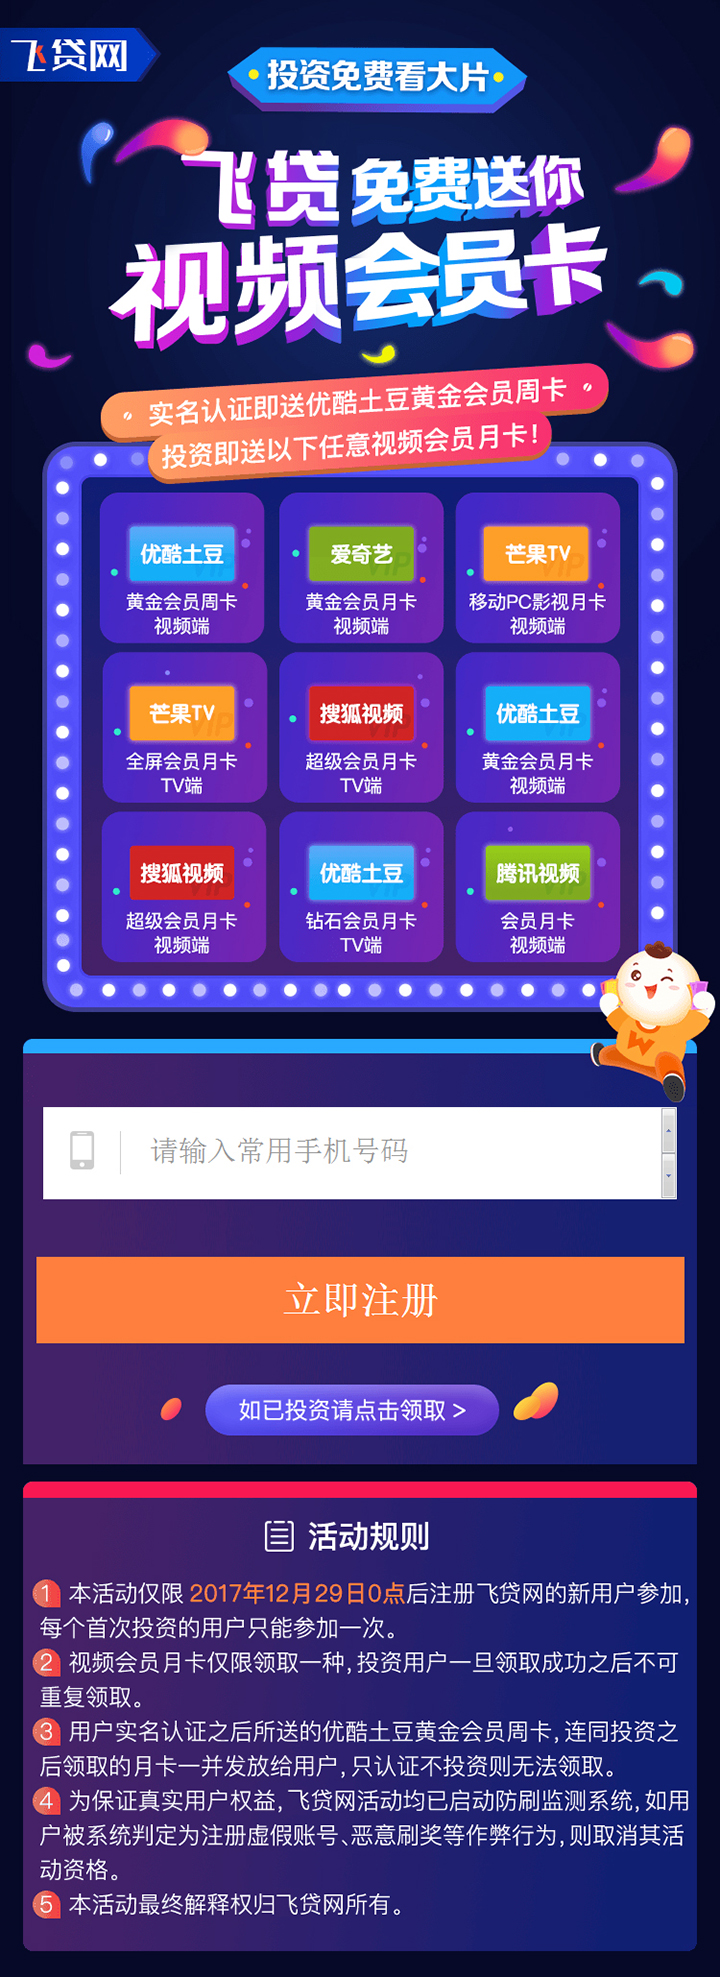 飞贷网
投资免费看大片
飞贷免费送你
视频会员卡
实名认证即送优酷土豆黄金会员周卡
投资即送以下任意视频会员月卡!
优酷土豆
VIP
黄金会员周卡
视频端
爱奇艺
VIP
黄金会员月卡
视频端
芒果TV
VIP
移动PC影视月卡
视频端
芒果TV
VIP
全屏会员月卡
TV端
搜狐视频
VIP
超级会员月卡
TV端
优酷土豆
VIP
黄金会员月卡
视频端
搜狐视频
VIP
超级会员月卡
视频端
优酷土豆
VIP
钻石会员月卡
TV端
腾讯视频
VIP
会员月卡
视频端
W
请输入常用手机号码
立即注册
如已投资请点击领取 >
活动规则
1 本活动仅限 2017年12月29日0点后注册飞贷网的新用户参加,
每个首次投资的用户只能参加一次。
2 视频会员月卡仅限领取一种,投资用户一旦领取成功之后不可
重复领取。
3 用户实名认证之后所送的优酷土豆黄金会员周卡,连同投资之
后领取的月卡一并发放给用户,只认证不投资则无法领取。
4 为保证真实用户权益,飞贷网活动均已启动防刷监测系统,如用
户被系统判定为注册虚假账号、恶意刷奖等作弊行为,则取消其活
动资格。
5 本活动最终解释权归飞贷网所有。